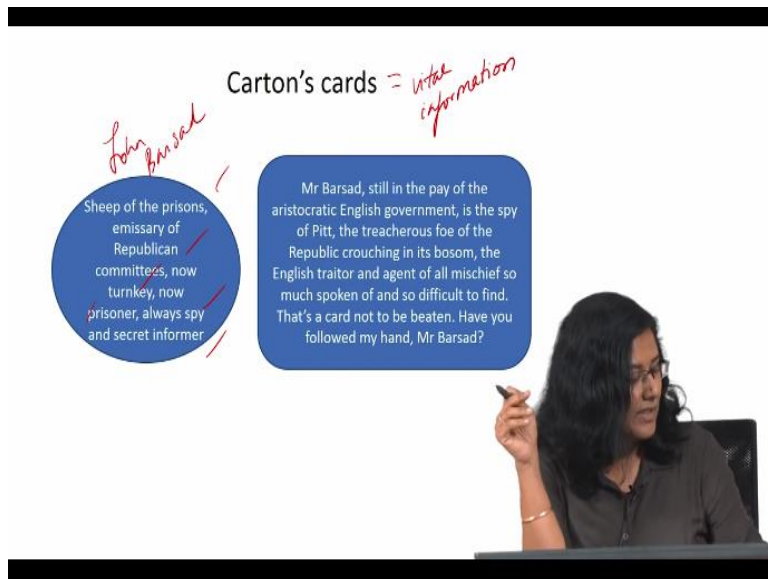 Carton's cards = vital
information
John
Barsad
Sheep of the prisons,
emissary of
Republican
committees, now
turnkey, now
prisoner, always spy
and secret informer
Mr Barsad, still in the pay of the
aristocratic English government, is the spy
of Pitt, the treacherous foe of the
Republic crouching in its bosom, the
English traitor and agent of all mischief so
much spoken of and so difficult to find.
That's a card not to be beaten. Have you
followed my hand, Mr Barsad?